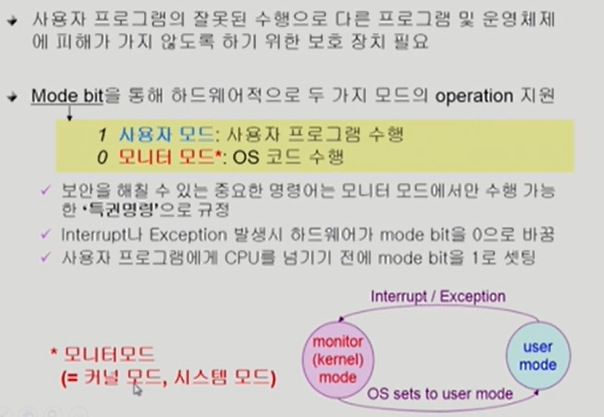 사용자 프로그램의 잘못된 수행으로 다른 프로그램 및 운영체제
에 피해가 가지 않도록 하기 위한 보호 장치 필요
Mode bit을 통해 하드웨어적으로 두 가지 모드의 operation 지원
1 사용자 모드: 사용자 프로그램 수행
0 모니터 모드*: OS 코드 수행
보안을 해칠 수 있는 중요한 명령어는 모니터 모드에서만 수행 가능
한 '특권명령'으로 규정
Interrupt나 Exception 발생시 하드웨어가 mode bit을 0으로 바꿈
사용자 프로그램에게 CPU를 넘기기 전에 mode bit을 1로 셋팅
Interrupt / Exception
monitor
(kernel)
mode
user
mode
OS sets to user mode
* 모니터모드
(= 커널 모드, 시스템 모드)